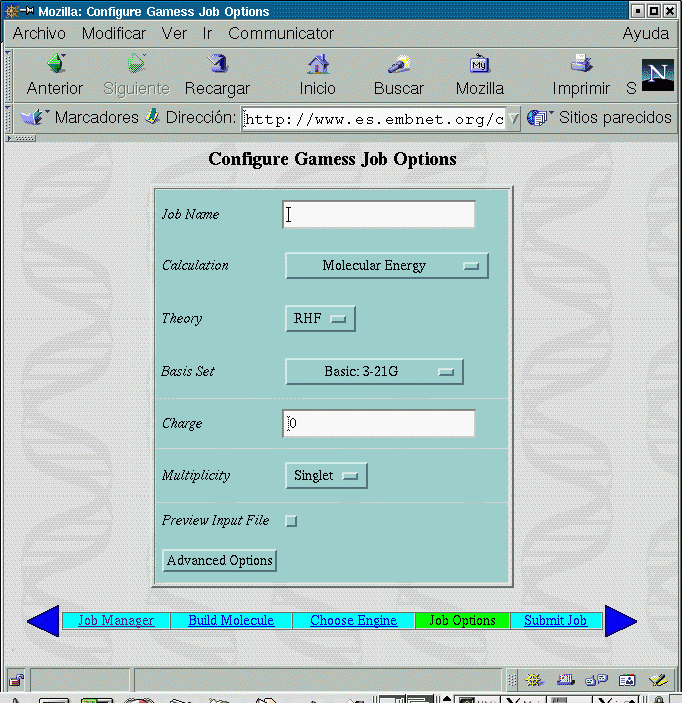 Mozilla: Configure Gamess Job Options
Archivo Modificar Ver Ir Communicator Ayuda
Anterior Siguiente Recargar Inicio Buscar Mozilla Imprimir S
My
N
Marcadores Dirección: http://www.es.embnet.org/c Sitios parecidos
Configure Gamess Job Options
Job Name
Calculation Molecular Energy
Theory RHF
Basis Set Basic: 3-21G
Charge 0
Multiplicity Singlet
Preview Input File
Advanced Options
Job Manager Build Molecule Choose Engine Job Options Submit Job